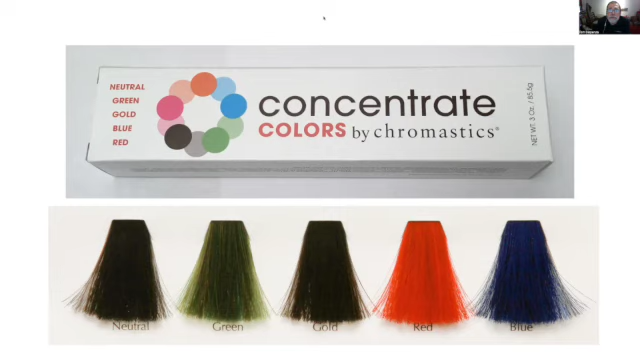 NEUTRAL
GREEN
GOLD
BLUE
RED
concentrate
COLORS by chromastics®
NET WT. 3 Oz. / 85.5g
Neutral Green Gold Red Blue